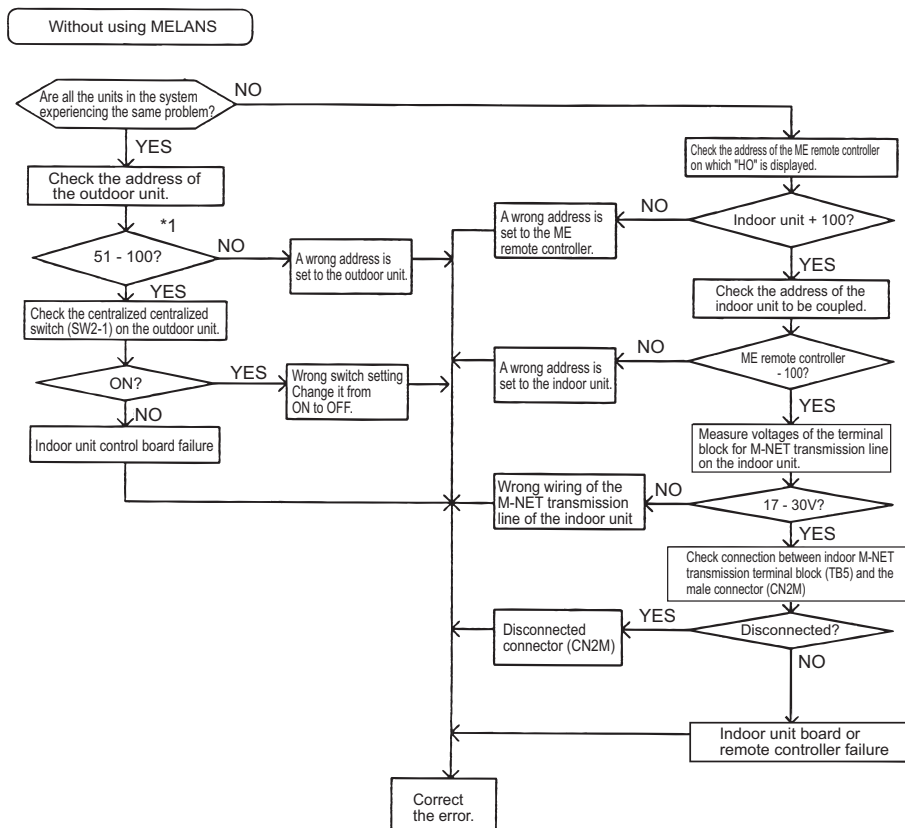 Without using MELANS
Are all the units in the system
experiencing the same problem?
NO
YES
Check the address of
the outdoor unit.
*1
51 - 100?
NO
A wrong address is
set to the outdoor unit.
YES
Check the centralized centralized
switch (SW2-1) on the outdoor unit.
ON?
YES
Wrong switch setting
Change it from
ON to OFF.
NO
Indoor unit control board failure
Check the address of the ME remote controller
on which "HO" is displayed.
Indoor unit + 100?
NO
A wrong address is
set to the ME
remote controller.
YES
Check the address of the
indoor unit to be coupled.
ME remote controller
- 100?
NO
A wrong address is
set to the indoor unit.
YES
Measure voltages of the terminal
block for M-NET transmission line
on the indoor unit.
17 - 30V?
NO
Wrong wiring of the
M-NET transmission
line of the indoor unit
YES
Check connection between indoor M-NET
transmission terminal block (TB5) and the
male connector (CN2M)
Disconnected?
YES
Disconnected
connector (CN2M)
NO
Indoor unit board or
remote controller failure
Correct
the error.